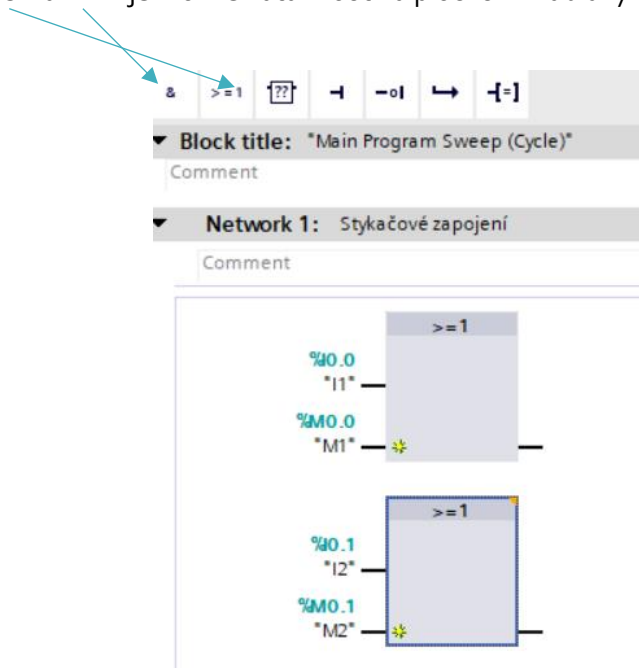 & >=1 ?? -[=]
Block title: "Main Program Sweep (Cycle)"
Comment
Network 1: Stykačové zapojení
Comment
>=1
%I0.0
"I1"
%M0.0
"M1"
>=1
%I0.1
"I2"
%M0.1
"M2"